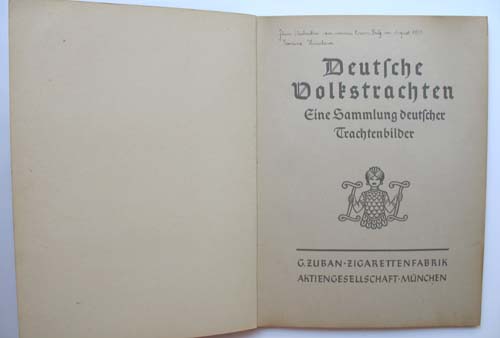 Deutsche
Volkstrachten
Eine Sammlung deutscher
Trachtenbilder
G. ZUBAN · ZIGARETTENFABRIK
AKTIENGESELLSCHAFT · MÜNCHEN